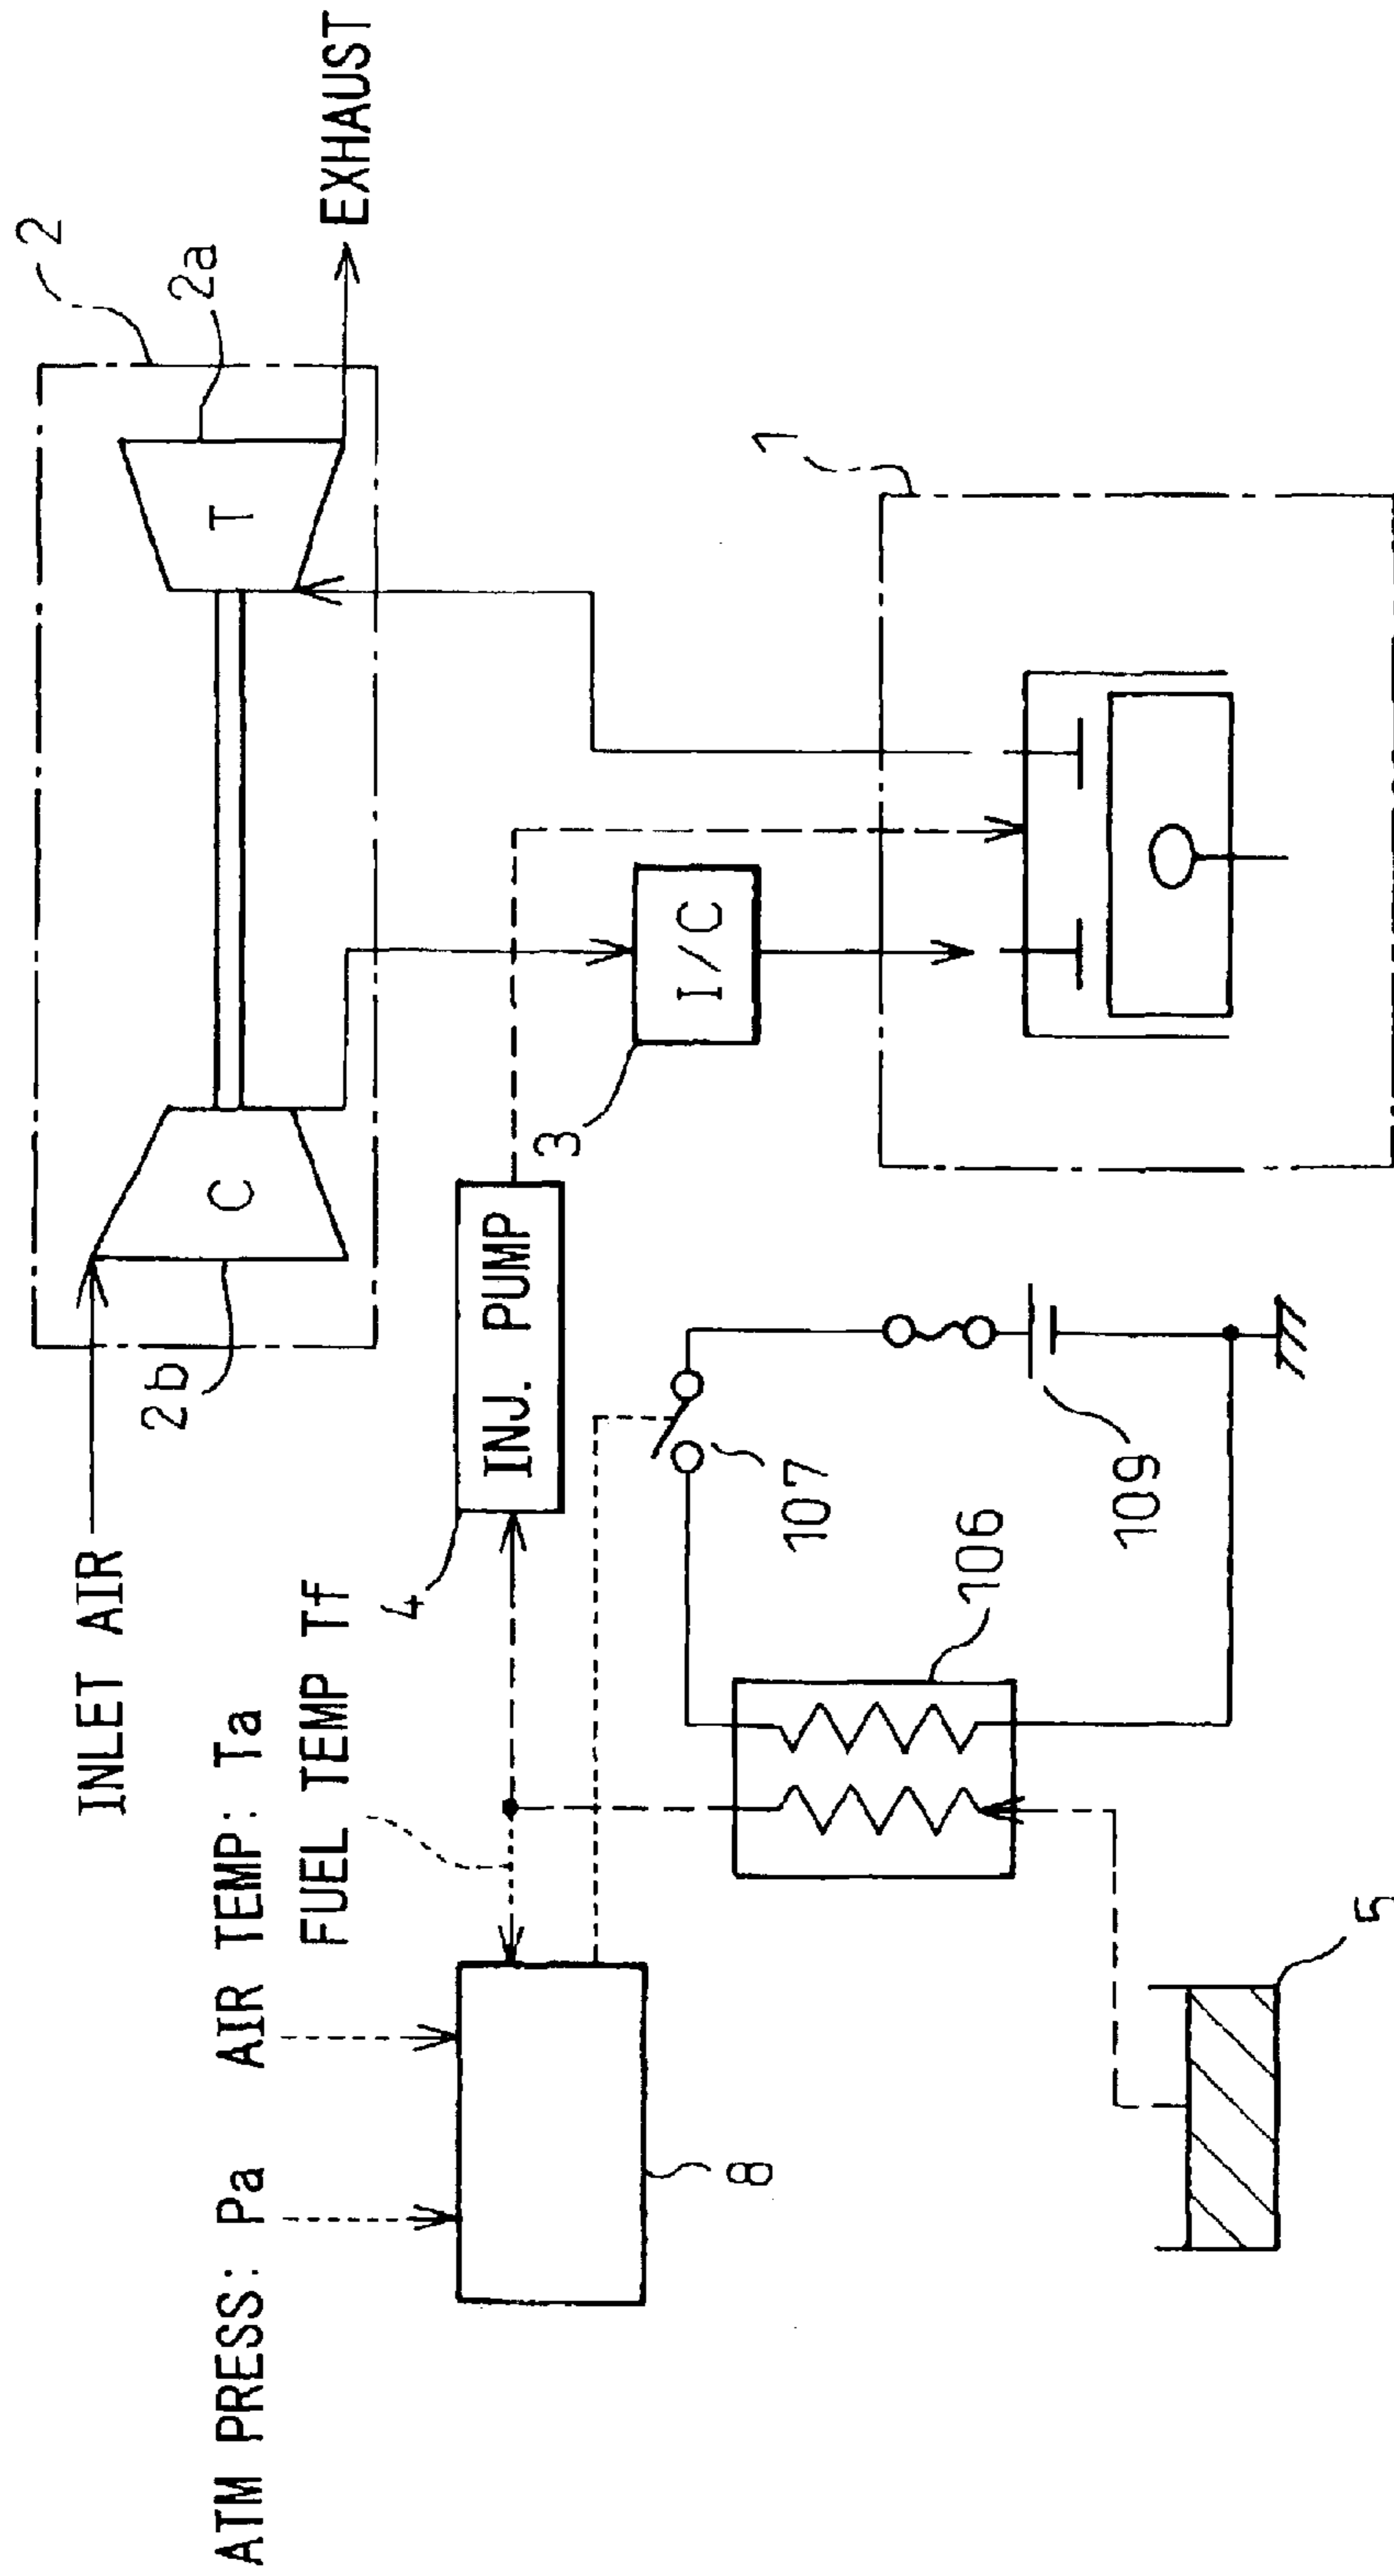 2
2a
EXHAUST
INLET AIR
2b
C
T
ATM PRESS: Pa
AIR TEMP: Ta
FUEL TEMP Tf
4
INJ. PUMP
3
I/C
1
8
107
106
109
5